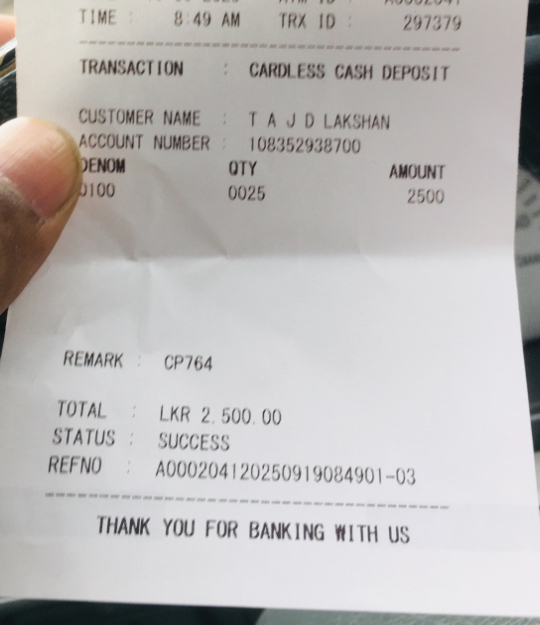 TIME : 8:49 AM TRX ID : 297379
TRANSACTION : CARDLESS CASH DEPOSIT
CUSTOMER NAME : T A J D LAKSHAN
ACCOUNT NUMBER : 108352938700
DENOM QTY AMOUNT
0100 0025 2500
REMARK : CP764
TOTAL : LKR 2,500.00
STATUS : SUCCESS
REFNO : A000204120250919084901-03
THANK YOU FOR BANKING WITH US